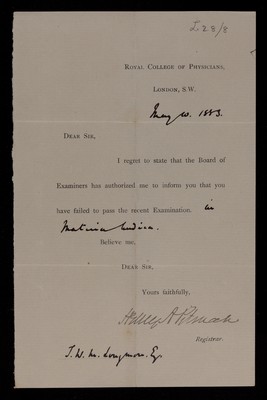 L28/8
ROYAL COLLEGE OF PHYSICIANS,
LONDON, S.W.
May 10. 1883.
DEAR SIR,
I regret to state that the Board of
Examiners has authorised me to inform you that you
have failed to pass the recent Examination. in
Materia Medica.
Believe me,
DEAR SIR,
Yours faithfully,
Registrar.
J. W. M.